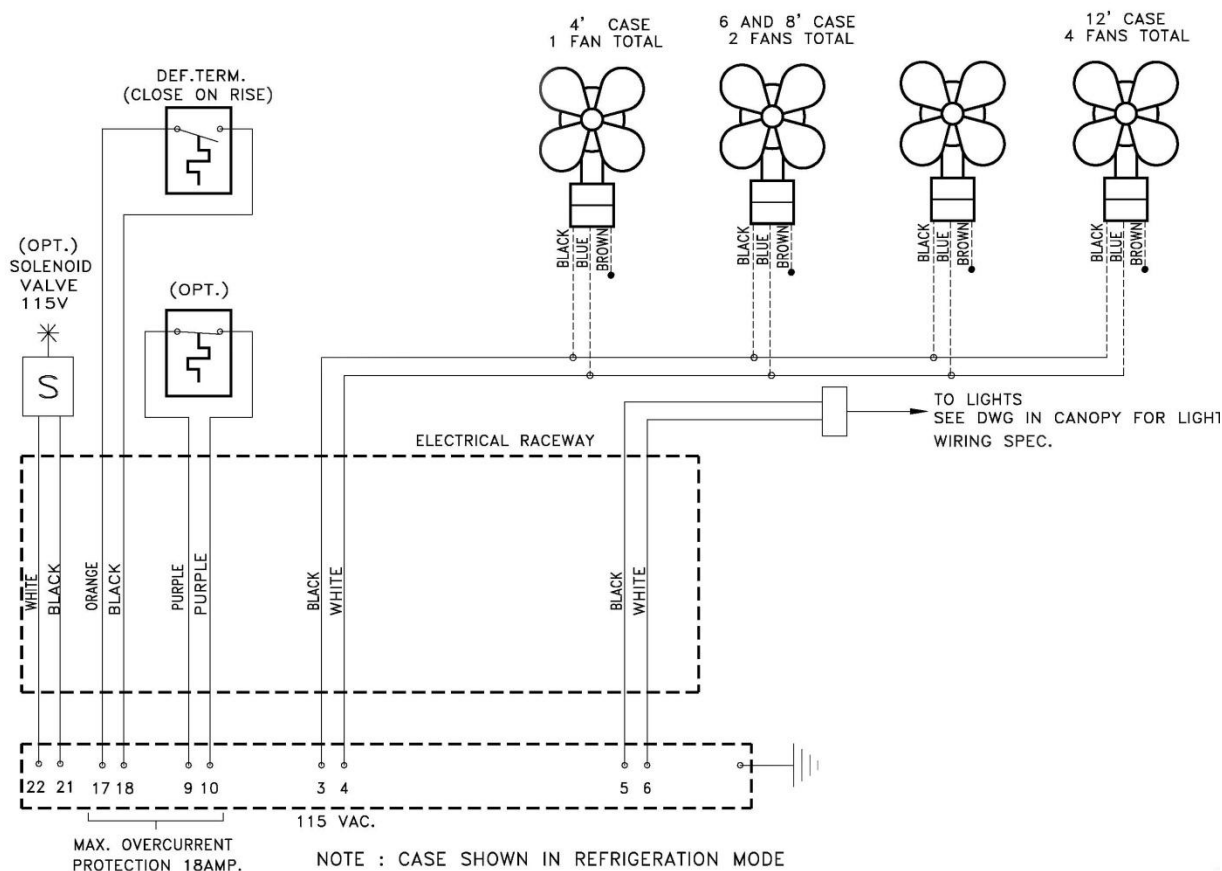 4' CASE
1 FAN TOTAL
6 AND 8' CASE
2 FANS TOTAL
12' CASE
4 FANS TOTAL
DEF.TERM.
(CLOSE ON RISE)
(OPT.)
SOLENOID
VALVE
115V
S
(OPT.)
BLACK
BLUE
BROWN
BLACK
BLUE
BROWN
BLACK
BLUE
BROWN
BLACK
BLUE
BROWN
TO LIGHTS
SEE DWG IN CANOPY FOR LIGHT
WIRING SPEC.
ELECTRICAL RACEWAY
WHITE
BLACK
ORANGE
BLACK
PURPLE
PURPLE
BLACK
WHITE
BLACK
WHITE
22 21 17 18 9 10 3 4 5 6
115 VAC.
MAX. OVERCURRENT
PROTECTION 18AMP.
NOTE : CASE SHOWN IN REFRIGERATION MODE